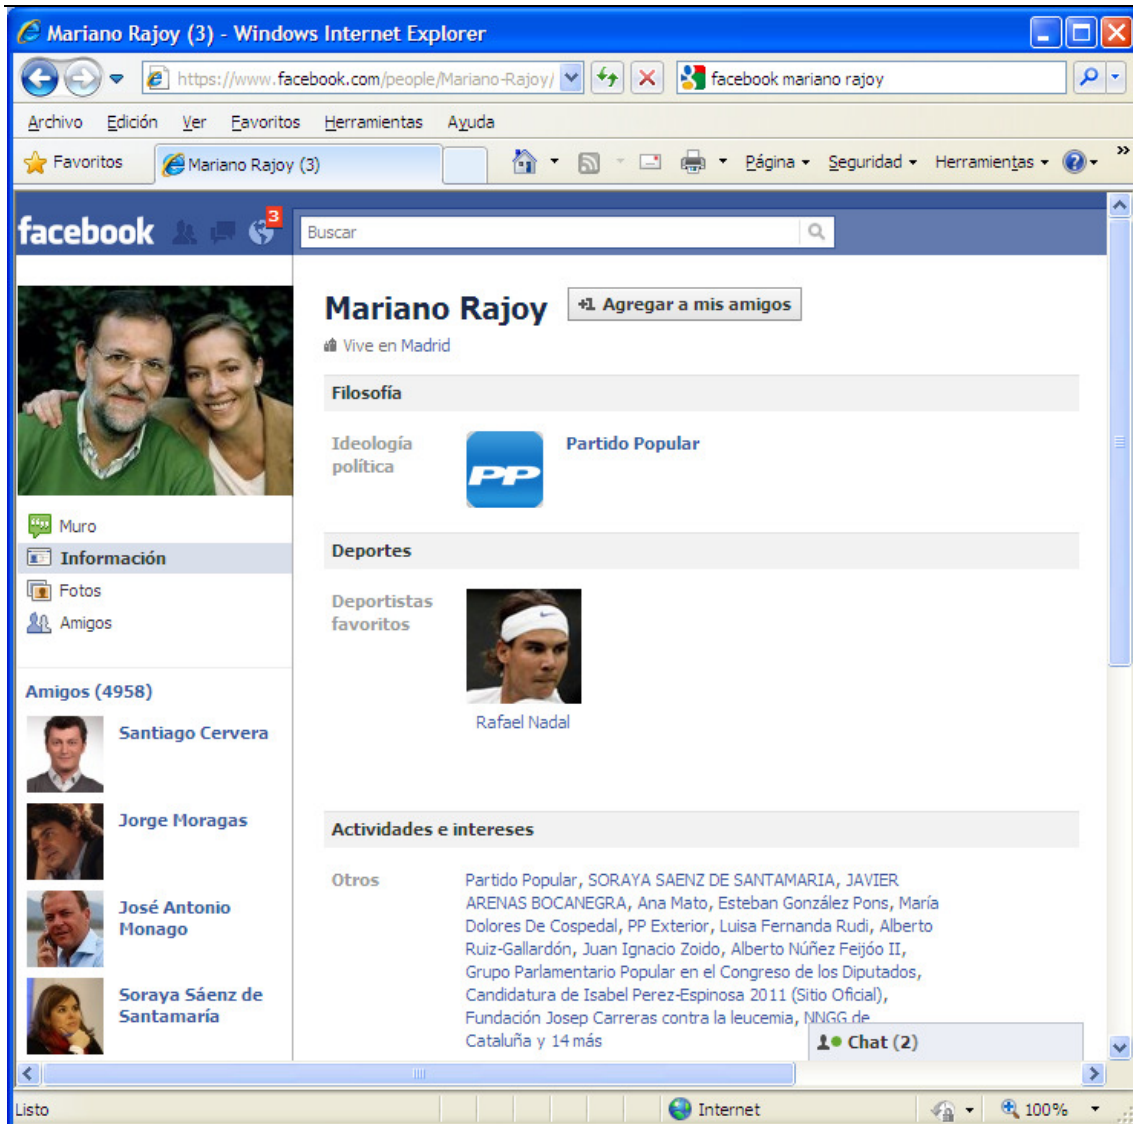 Mariano Rajoy (3) - Windows Internet Explorer
https://www.facebook.com/people/Mariano-Rajoy/
facebook mariano rajoy
Archivo Edición Ver Favoritos Herramientas Ayuda
Favoritos
Mariano Rajoy (3)
Página
Seguridad
Herramientas
»
facebook
3
Buscar
Mariano Rajoy
+1 Agregar a mis amigos
Vive en Madrid
Filosofía
Ideología
política
PP
Partido Popular
Deportes
Deportistas
favoritos
Rafael Nadal
Muro
Información
Fotos
Amigos
Amigos (4958)
Santiago Cervera
Jorge Moragas
José Antonio
Monago
Soraya Sáenz de
Santamaría
Actividades e intereses
Otros
Partido Popular, SORAYA SAENZ DE SANTAMARIA, JAVIER
ARENAS BOCANEGRA, Ana Mato, Esteban González Pons, María
Dolores De Cospedal, PP Exterior, Luisa Fernanda Rudi, Alberto
Ruiz-Gallardón, Juan Ignacio Zoido, Alberto Núñez Feijóo II,
Grupo Parlamentario Popular en el Congreso de los Diputados,
Candidatura de Isabel Perez-Espinosa 2011 (Sitio Oficial),
Fundación Josep Carreras contra la leucemia, NNGG de
Cataluña y 14 más
Chat (2)
Listo
Internet
100%